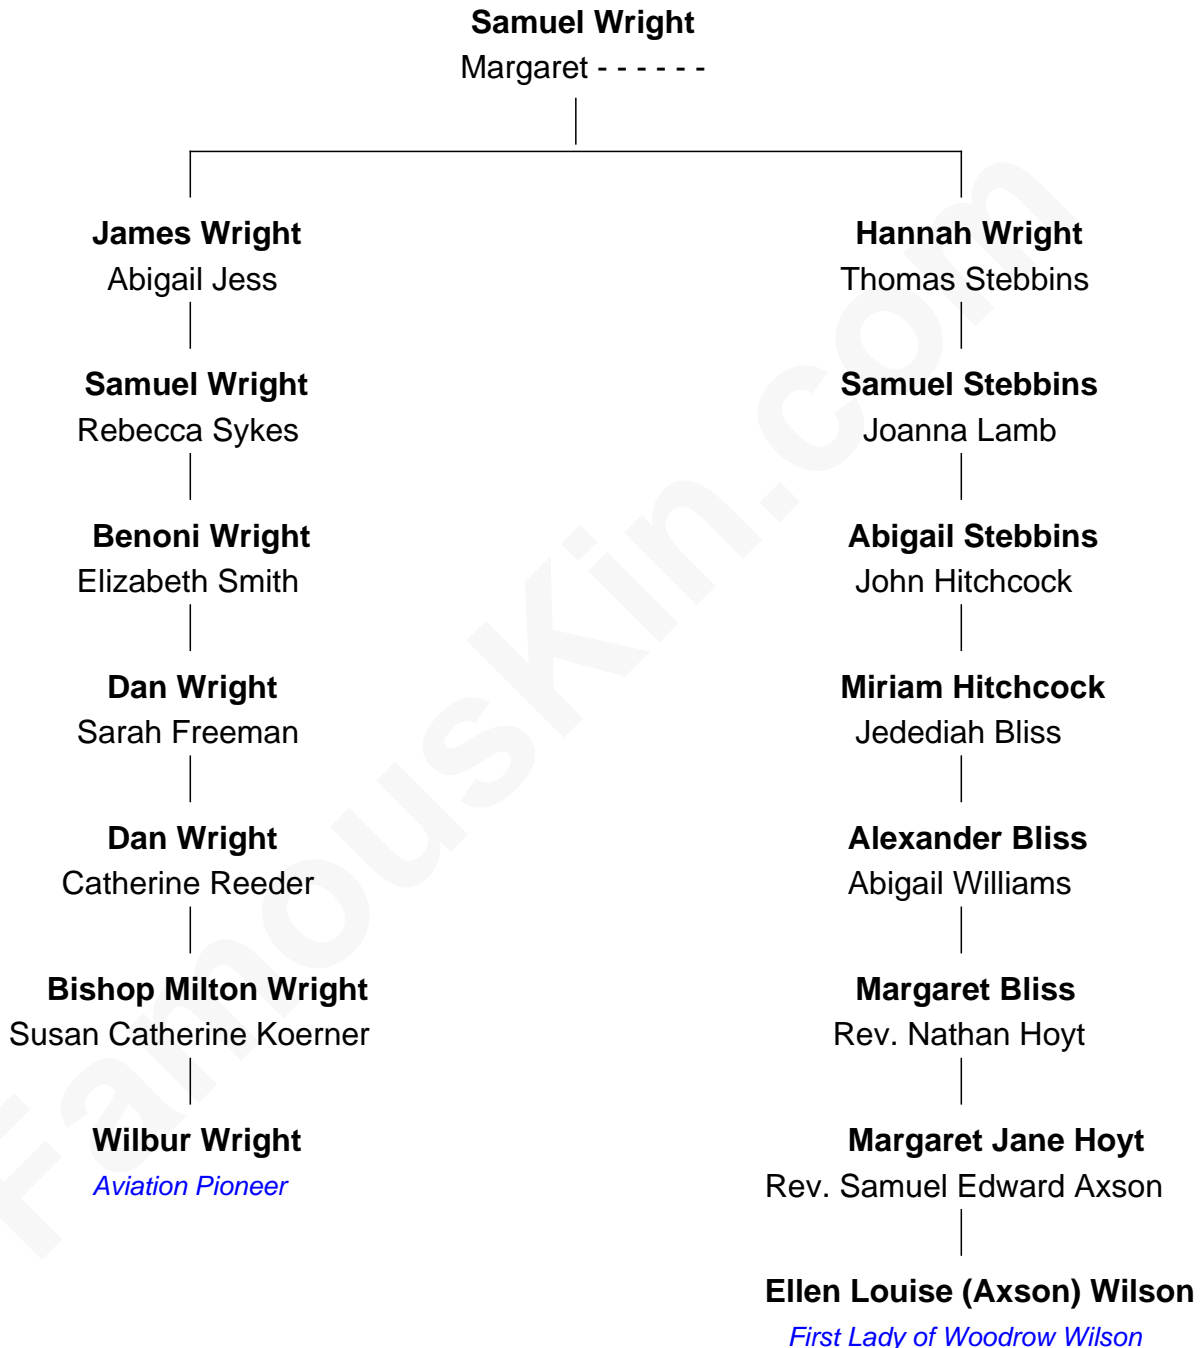 Samuel Wright
Margaret - - - - - -
James Wright
Abigail Jess
Hannah Wright
Thomas Stebbins
Samuel Wright
Rebecca Sykes
Samuel Stebbins
Joanna Lamb
Benoni Wright
Elizabeth Smith
Abigail Stebbins
John Hitchcock
Dan Wright
Sarah Freeman
Miriam Hitchcock
Jedediah Bliss
Dan Wright
Catherine Reeder
Alexander Bliss
Abigail Williams
Bishop Milton Wright
Susan Catherine Koerner
Margaret Bliss
Rev. Nathan Hoyt
Wilbur Wright
Aviation Pioneer
Margaret Jane Hoyt
Rev. Samuel Edward Axson
Ellen Louise (Axson) Wilson
First Lady of Woodrow Wilson
FamousKin.com